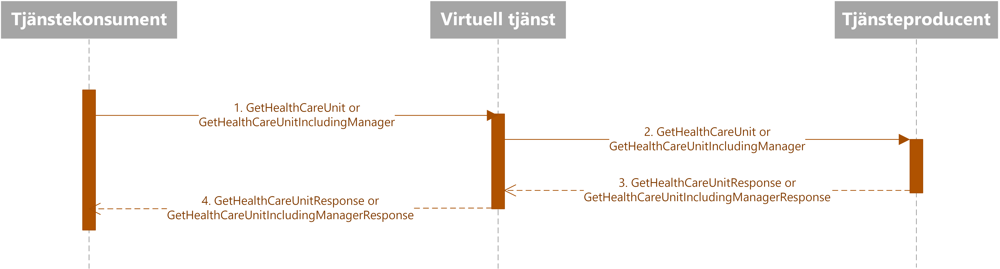 Tjänstekonsument
Virtuell tjänst
Tjänsteproducent
1. GetHealthCareUnit or
GetHealthCareUnitIncludingManager
2. GetHealthCareUnit or
GetHealthCareUnitIncludingManager
3. GetHealthCareUnitResponse or
GetHealthCareUnitIncludingManagerResponse
4. GetHealthCareUnitResponse or
GetHealthCareUnitIncludingManagerResponse